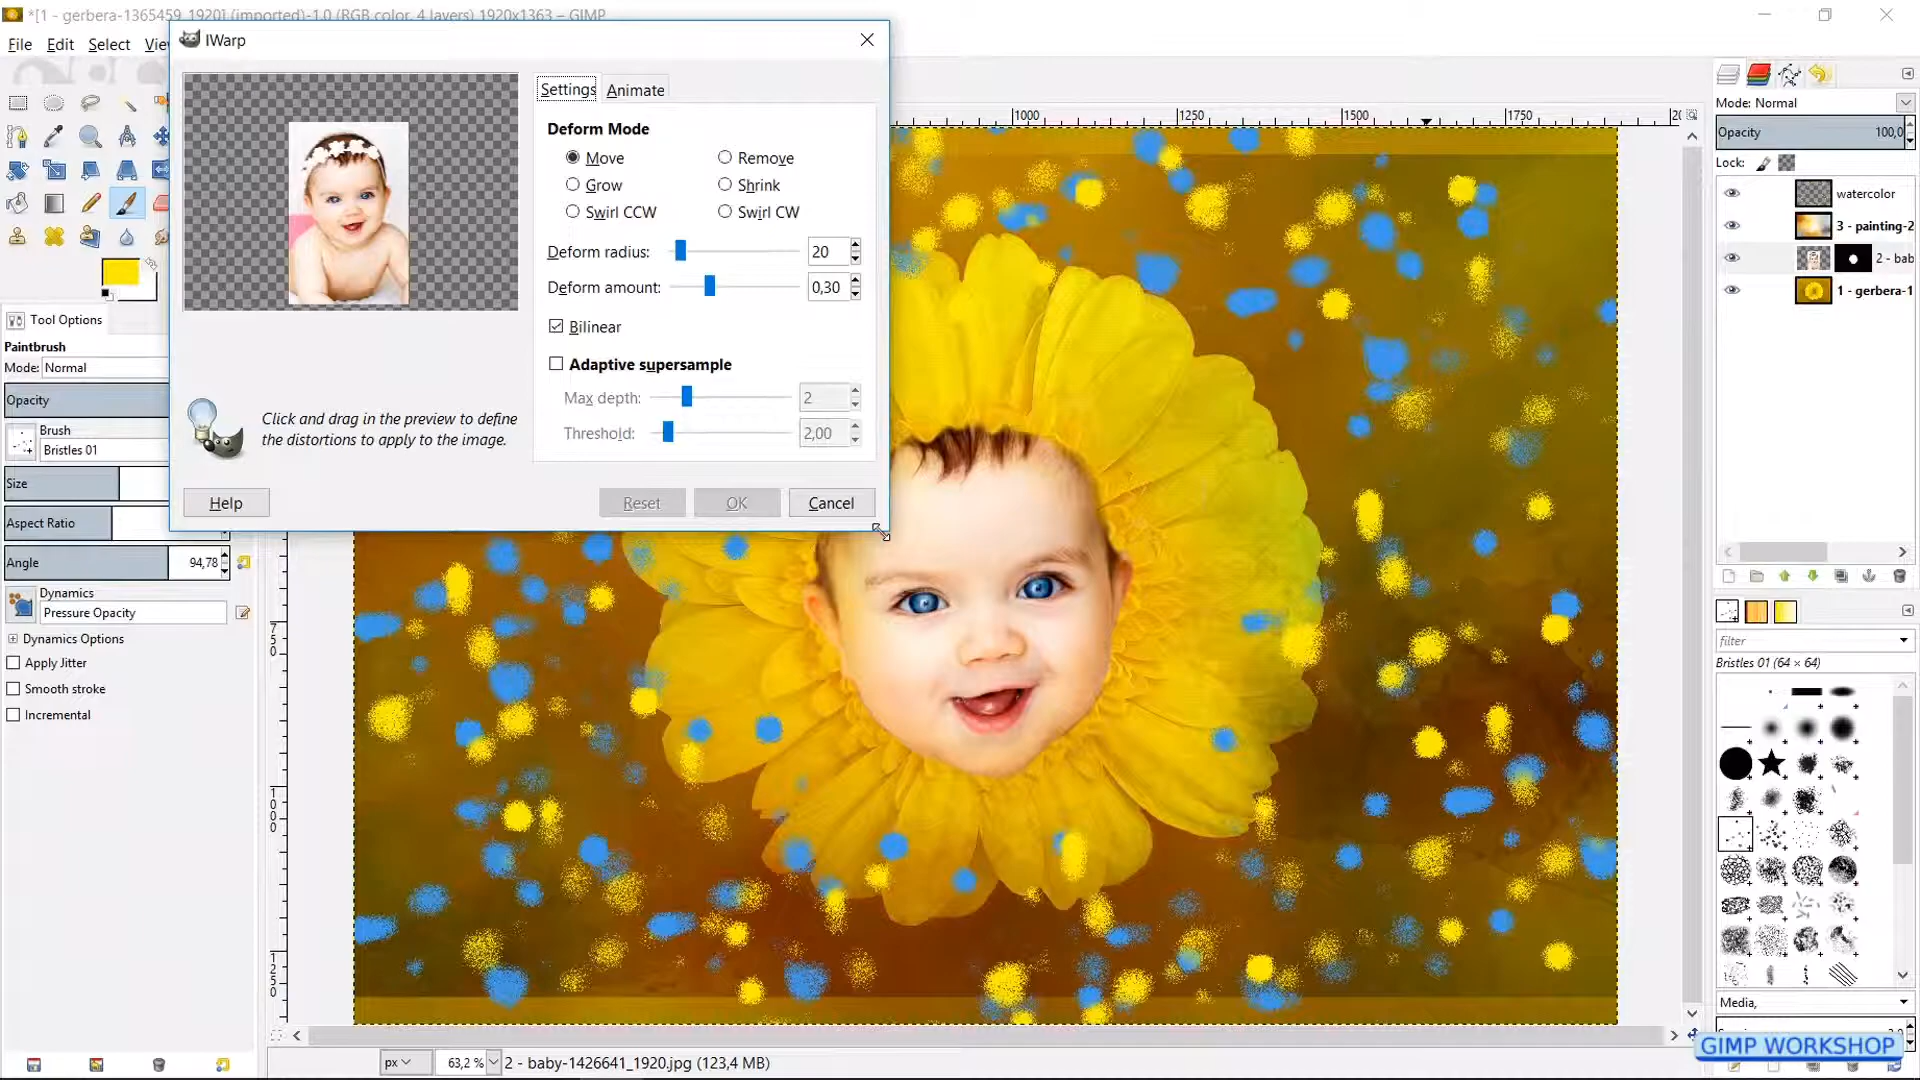 *[1 - gerbera-1365459_1920] (imported)-1.0 (RGB color, 4 layers) 1920x1363 – GIMP
File Edit Select
IWarp
Settings Animate
Deform Mode
Move Remove
Grow Shrink
Swirl CCW Swirl CW
Deform radius: 20
Deform amount: 0,30
Bilinear
Adaptive supersample
Max depth: 2
Threshold: 2,00
Click and drag in the preview to define
the distortions to apply to the image.
Help Reset OK Cancel
Tool Options
Paintbrush
Mode: Normal
Opacity
Brush
Bristles 01
Size
Aspect Ratio
Angle 94,78
Dynamics
Pressure Opacity
Dynamics Options
Apply Jitter
Smooth stroke
Incremental
1000 1250 1500 1750
750
1000
1250
px 63,2 % 2 - baby-1426641_1920.jpg (123,4 MB)
Mode: Normal
Opacity 100,0
Lock:
watercolor
3 - painting-2
2 - bab
1 - gerbera-1
filter
Bristles 01 (64 × 64)
Media,
GIMP WORKSHOP